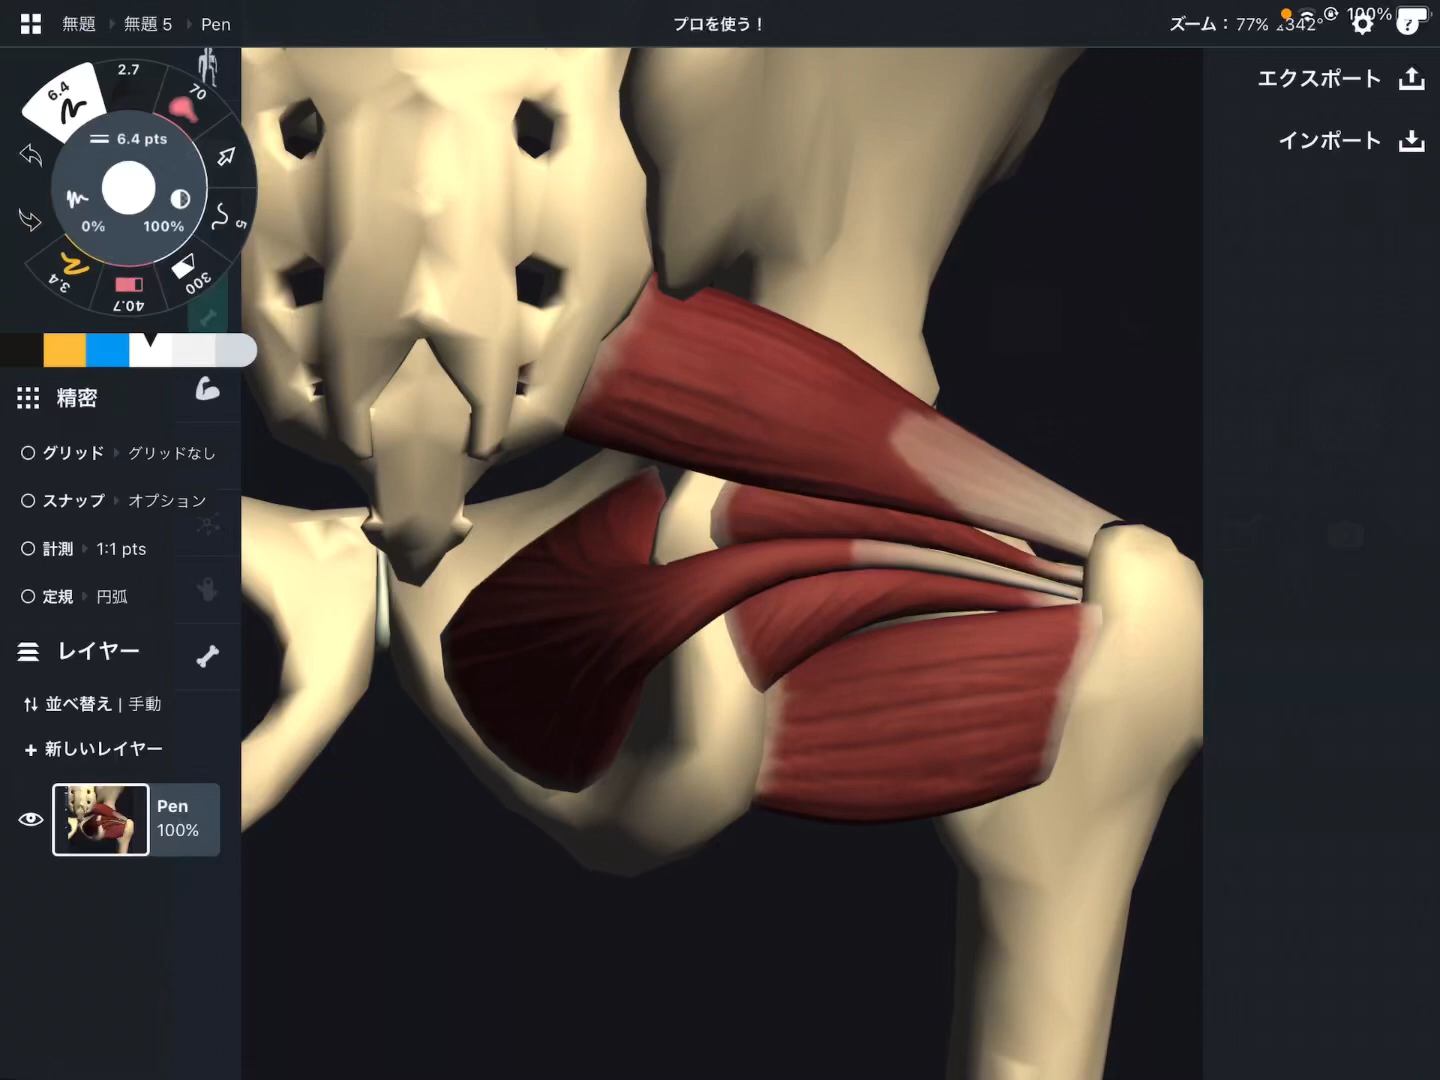 無題 無題 5 Pen
プロを使う！
ズーム： 77% 342°
100%
エクスポート
インポート
2.7
6.4
70
6.4 pts
0%
100%
5
300
40.7
3.4
精密
グリッド グリッドなし
スナップ オプション
計測 1:1 pts
定規 円弧
レイヤー
並べ替え | 手動
+ 新しいレイヤー
Pen
100%